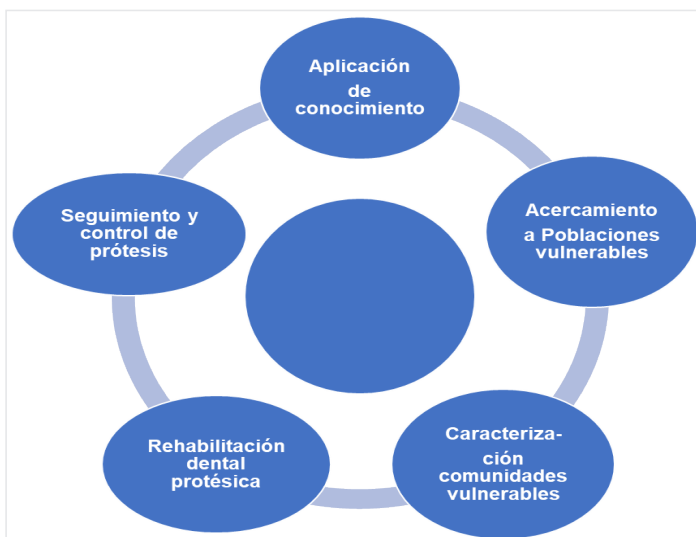 Aplicación
de
conocimiento
Acercamiento
a Poblaciones
vulnerables
Caracteriza-
ción
comunidades
vulnerables
Rehabilitación
dental
protésica
Seguimiento y
control de
prótesis